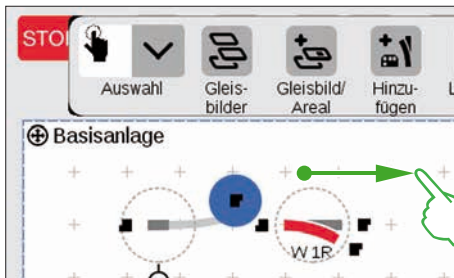 STO
Auswahl
Gleis-
bilder
Gleisbild/
Areal
Hinzu-
fügen
L
Basisanlage
W 1R